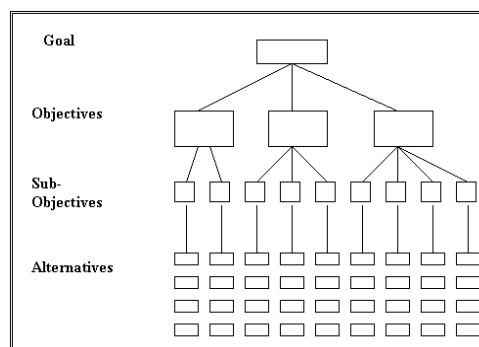 Goal
Objectives
Sub-
Objectives
Alternatives